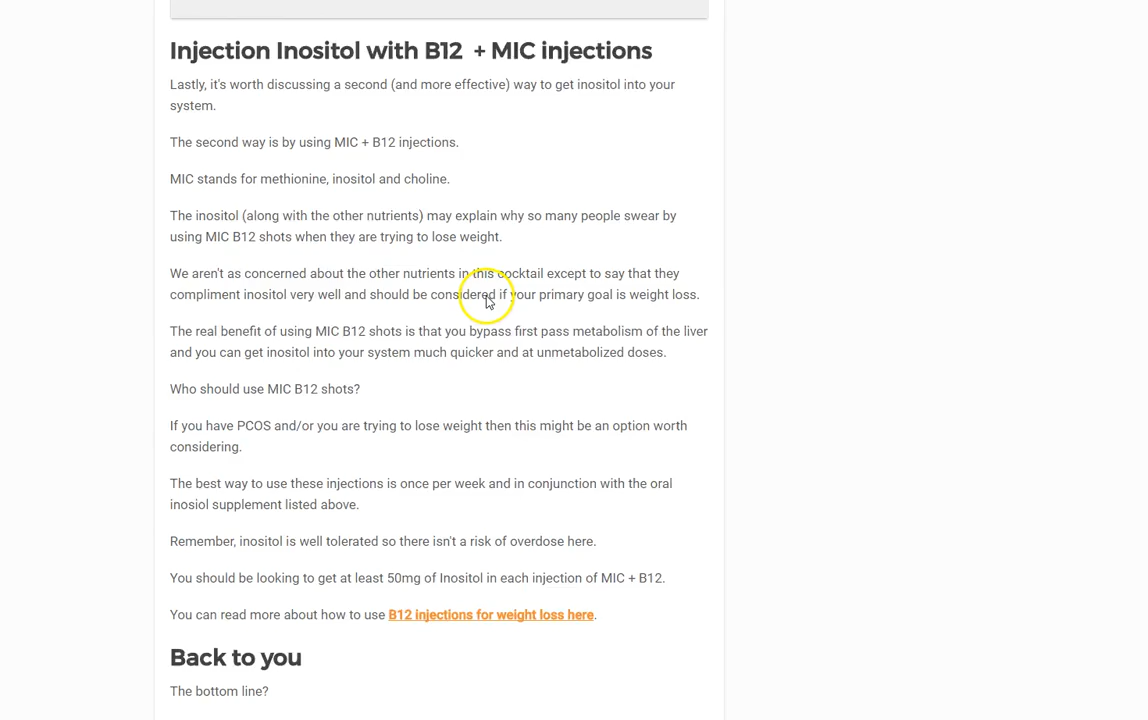 Injection Inositol with B12 + MIC injections
Lastly, it's worth discussing a second (and more effective) way to get inositol into your
system.
The second way is by using MIC + B12 injections.
MIC stands for methionine, inositol and choline.
The inositol (along with the other nutrients) may explain why so many people swear by
using MIC B12 shots when they are trying to lose weight.
We aren't as concerned about the other nutrients in this cocktail except to say that they
compliment inositol very well and should be considered if your primary goal is weight loss.
The real benefit of using MIC B12 shots is that you bypass first pass metabolism of the liver
and you can get inositol into your system much quicker and at unmetabolized doses.
Who should use MIC B12 shots?
If you have PCOS and/or you are trying to lose weight then this might be an option worth
considering.
The best way to use these injections is once per week and in conjunction with the oral
inosiol supplement listed above.
Remember, inositol is well tolerated so there isn't a risk of overdose here.
You should be looking to get at least 50mg of Inositol in each injection of MIC + B12.
You can read more about how to use B12 injections for weight loss here.
Back to you
The bottom line?